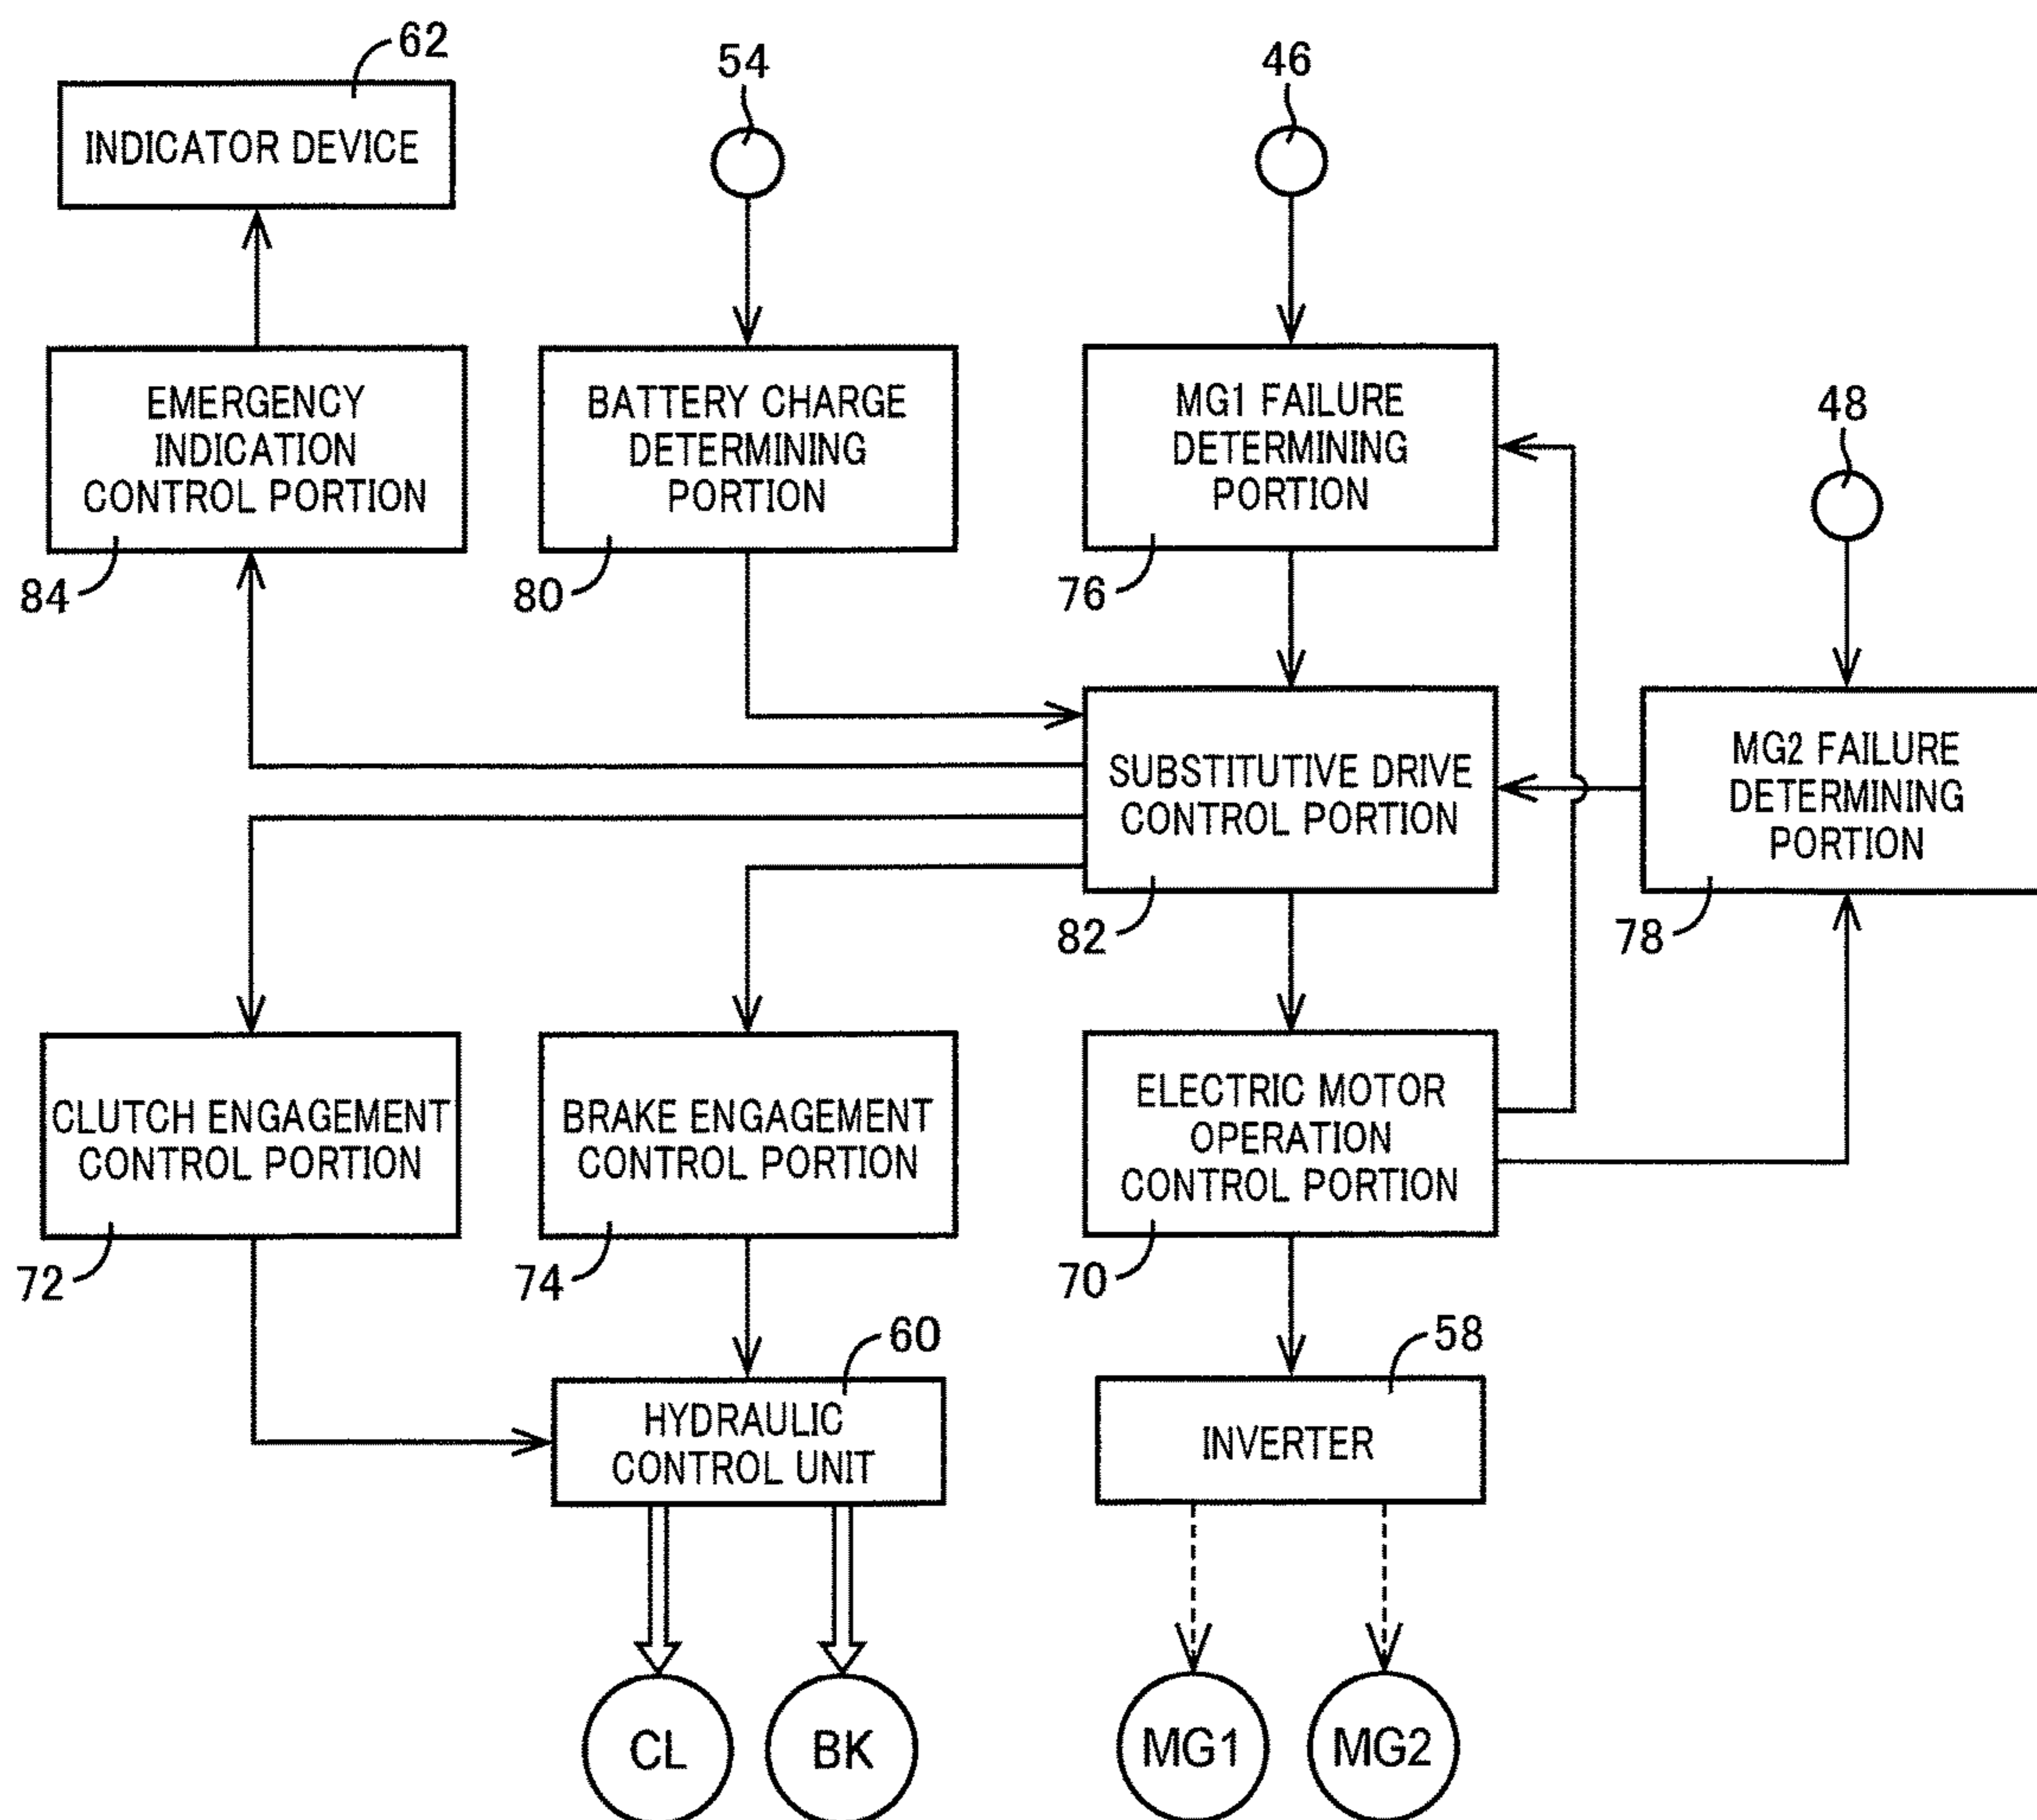 62
54
46
INDICATOR DEVICE
EMERGENCY
INDICATION
CONTROL PORTION
84
BATTERY CHARGE
DETERMINING
PORTION
80
MG1 FAILURE
DETERMINING
PORTION
76
48
SUBSTITUTIVE DRIVE
CONTROL PORTION
82
MG2 FAILURE
DETERMINING
PORTION
78
CLUTCH ENGAGEMENT
CONTROL PORTION
72
BRAKE ENGAGEMENT
CONTROL PORTION
74
ELECTRIC MOTOR
OPERATION
CONTROL PORTION
70
60
HYDRAULIC
CONTROL UNIT
58
INVERTER
CL
BK
MG1
MG2